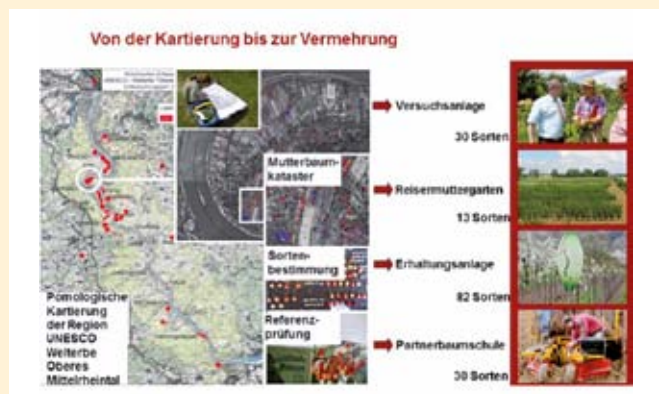 Von der Kartierung bis zur Vermehrung
Mutterbaum-
kataster
Sorten-
bestimmung
Referenz-
prüfung
Pomologische
Kartierung
der Region
UNESCO
Welterbe
Oberes
Mittelrheintal
Versuchsanlage
30 Sorten
Reisermuttergarten
13 Sorten
Erhaltungsanlage
82 Sorten
Partnerbaumschule
30 Sorten